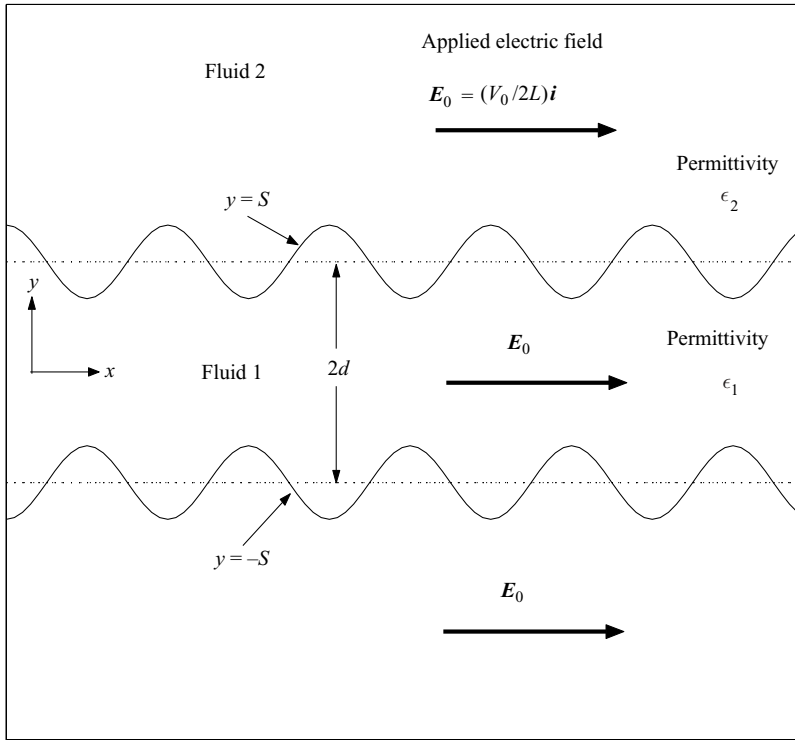 Applied electric field
Fluid 2
E₀ = (V₀/2L)i
Permittivity
ϵ₂
y = S
y
Permittivity
E₀
x
Fluid 1
2d
ϵ₁
y = –S
E₀